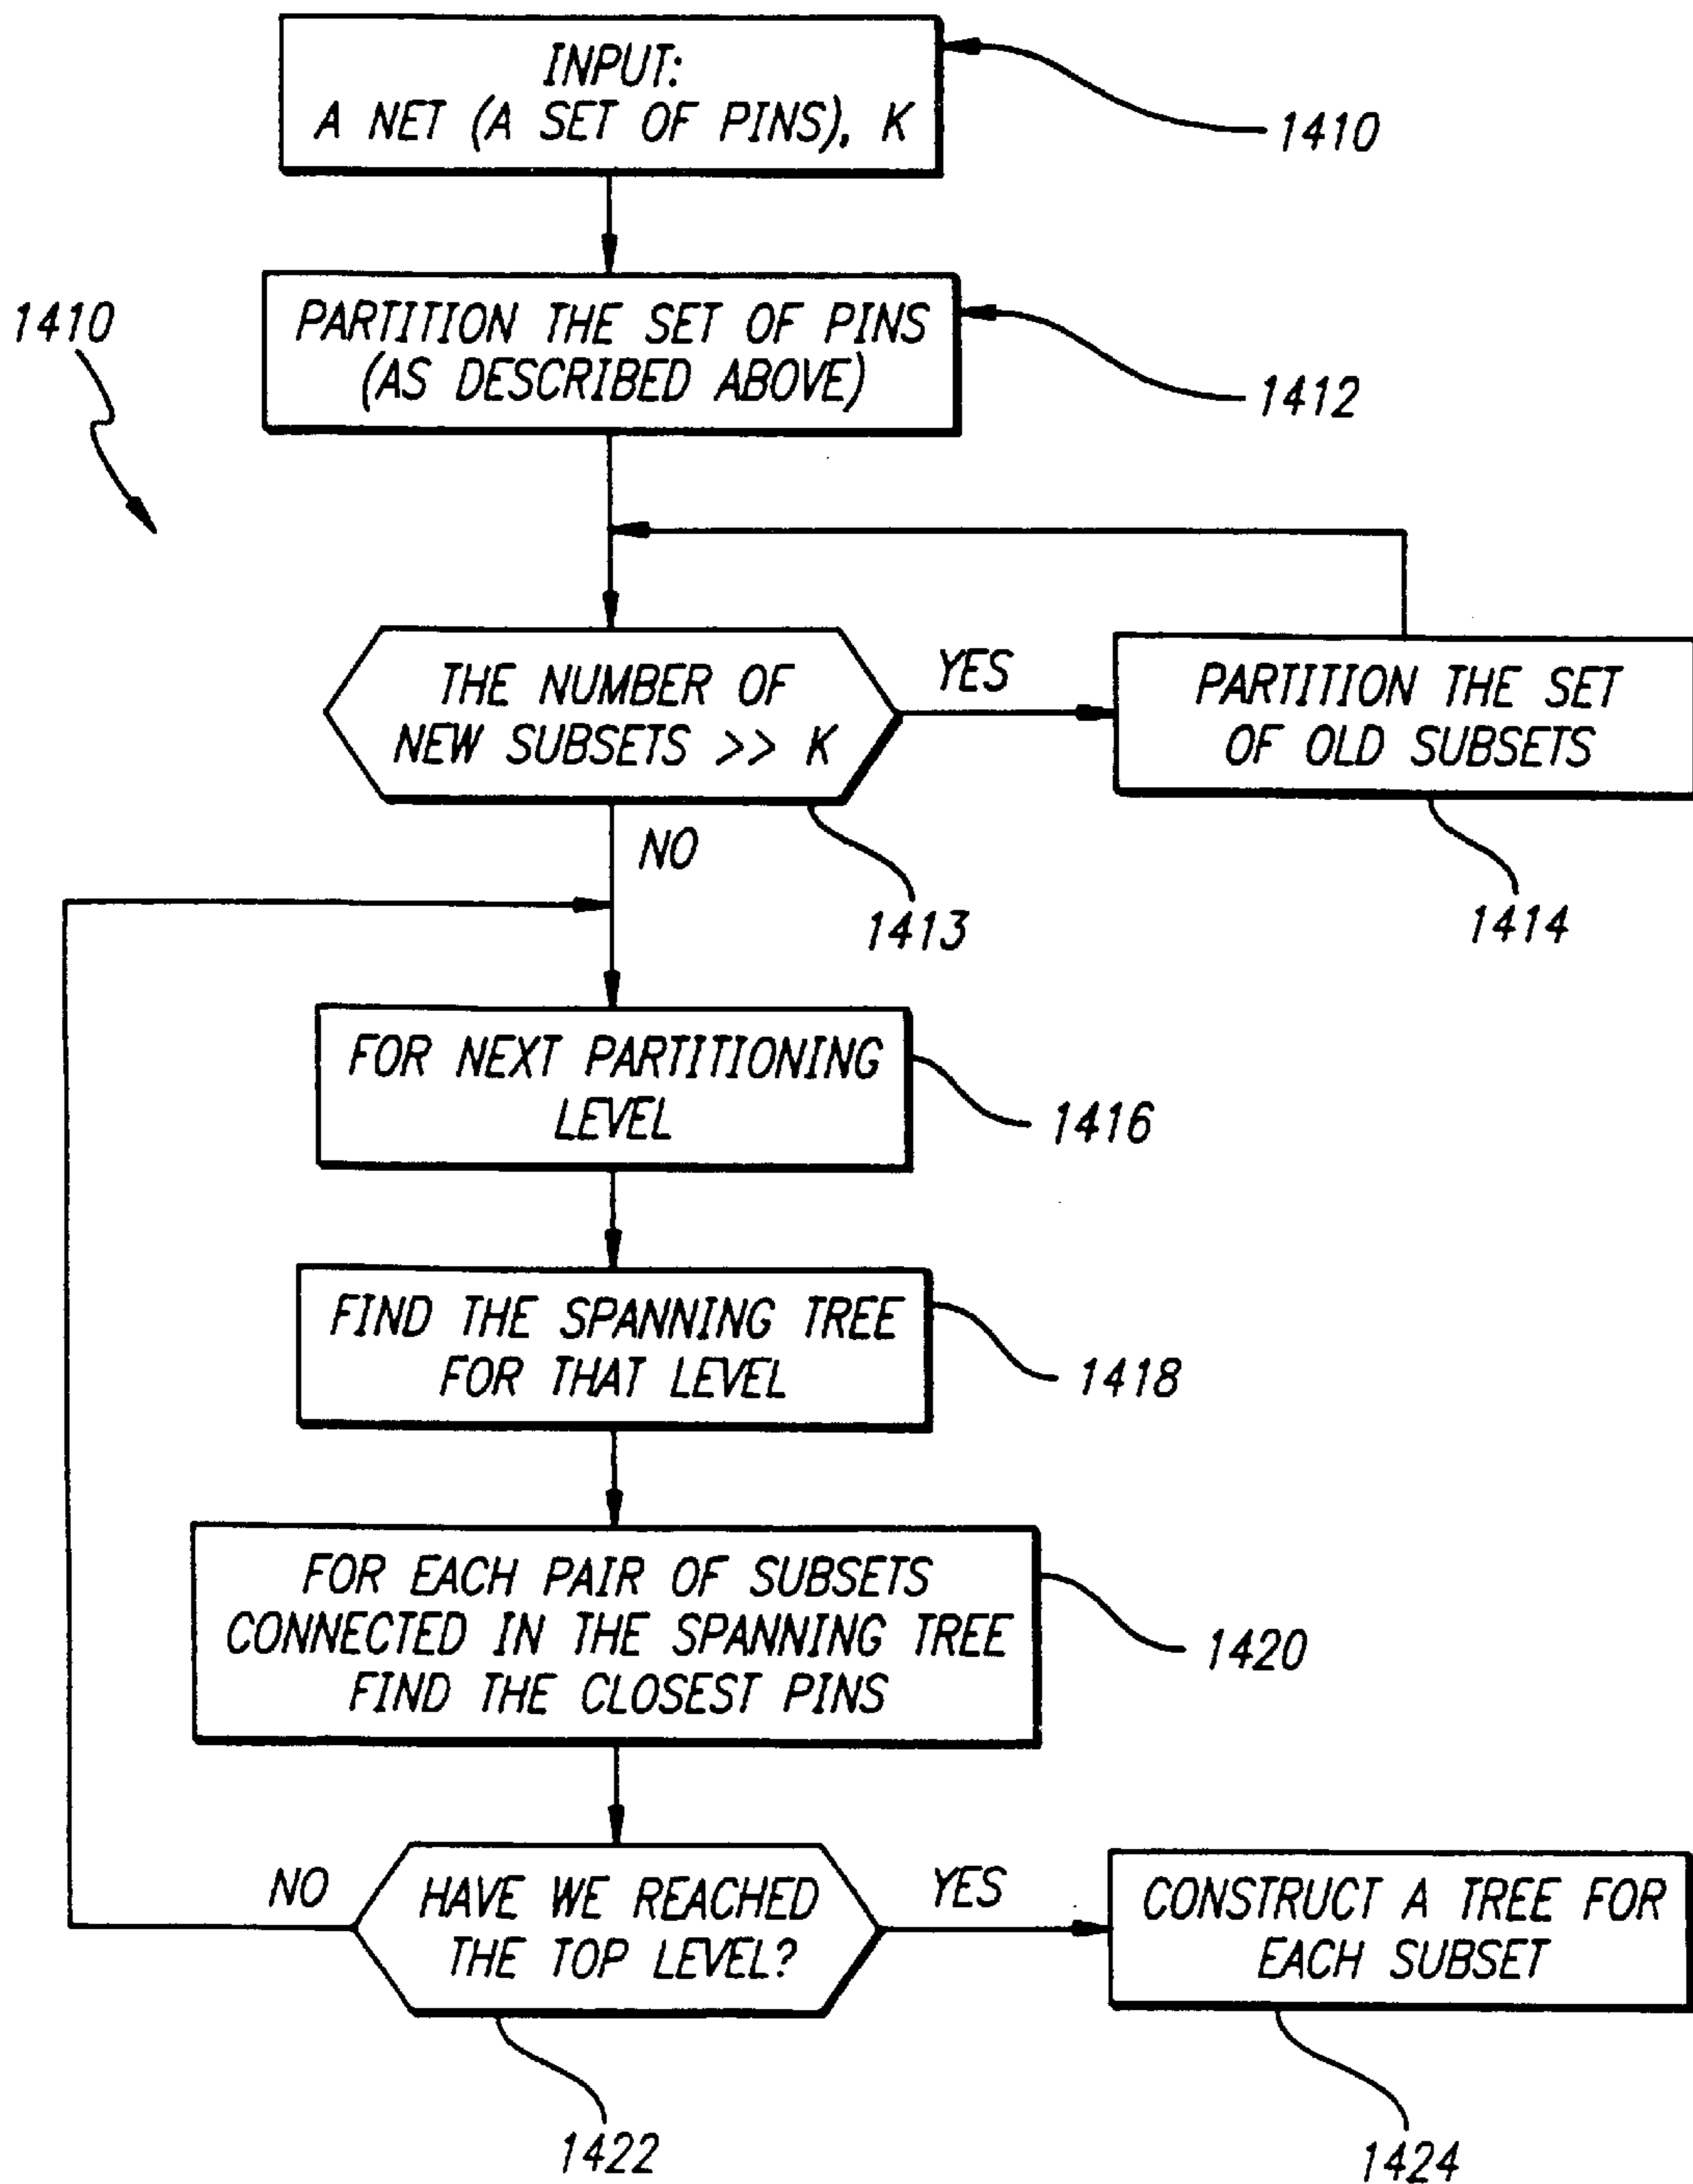 INPUT:
A NET (A SET OF PINS), K
1410
1410
PARTITION THE SET OF PINS
(AS DESCRIBED ABOVE)
1412
THE NUMBER OF
NEW SUBSETS >> K
YES
PARTITION THE SET
OF OLD SUBSETS
NO
1413
1414
FOR NEXT PARTITIONING
LEVEL
1416
FIND THE SPANNING TREE
FOR THAT LEVEL
1418
FOR EACH PAIR OF SUBSETS
CONNECTED IN THE SPANNING TREE
FIND THE CLOSEST PINS
1420
NO
HAVE WE REACHED
THE TOP LEVEL?
YES
CONSTRUCT A TREE FOR
EACH SUBSET
1422
1424